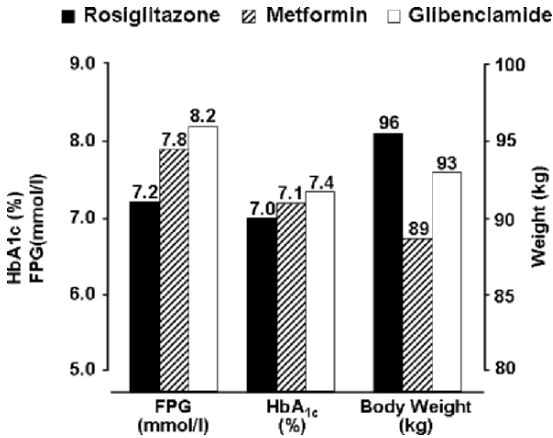 Rosiglitazone Metformin Glibenclamide
HbA1c (%)
FPG(mmol/l)
9.0
8.0
7.0
6.0
5.0
7.2
7.8
8.2
7.0
7.1
7.4
96
89
93
100
95
90
85
80
Weight (kg)
FPG
(mmol/l)
HbA1c
(%)
Body Weight
(kg)